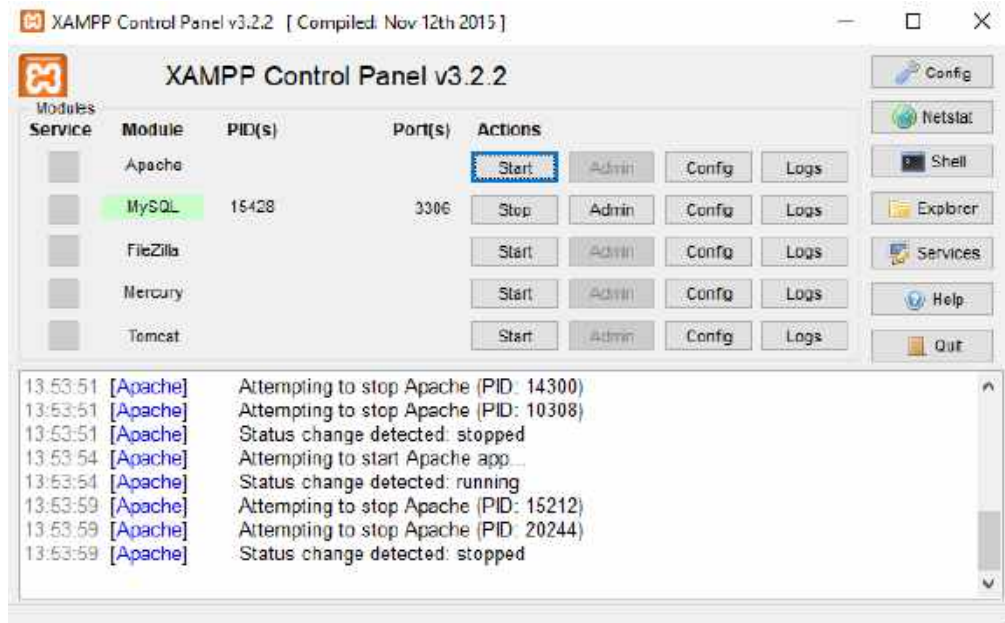 XAMPP Control Panel v3.2.2 [ Compiled: Nov 12th 2015 ]
XAMPP Control Panel v3.2.2
Config
Modules
Service Module PID(s) Port(s) Actions
Netstat
Apache Start Admin Config Logs
Shell
MySQL 15428 3306 Stop Admin Config Logs
Explorer
FileZilla Start Admin Config Logs
Services
Mercury Start Admin Config Logs
Help
Tomcat Start Admin Config Logs
Quit
13:53:51 [Apache] Attempting to stop Apache (PID: 14300)
13:53:51 [Apache] Attempting to stop Apache (PID: 10308)
13:53:51 [Apache] Status change detected: stopped
13:53:54 [Apache] Attempting to start Apache app...
13:53:54 [Apache] Status change detected: running
13:53:59 [Apache] Attempting to stop Apache (PID: 15212)
13:53:59 [Apache] Attempting to stop Apache (PID: 20244)
13:53:59 [Apache] Status change detected: stopped